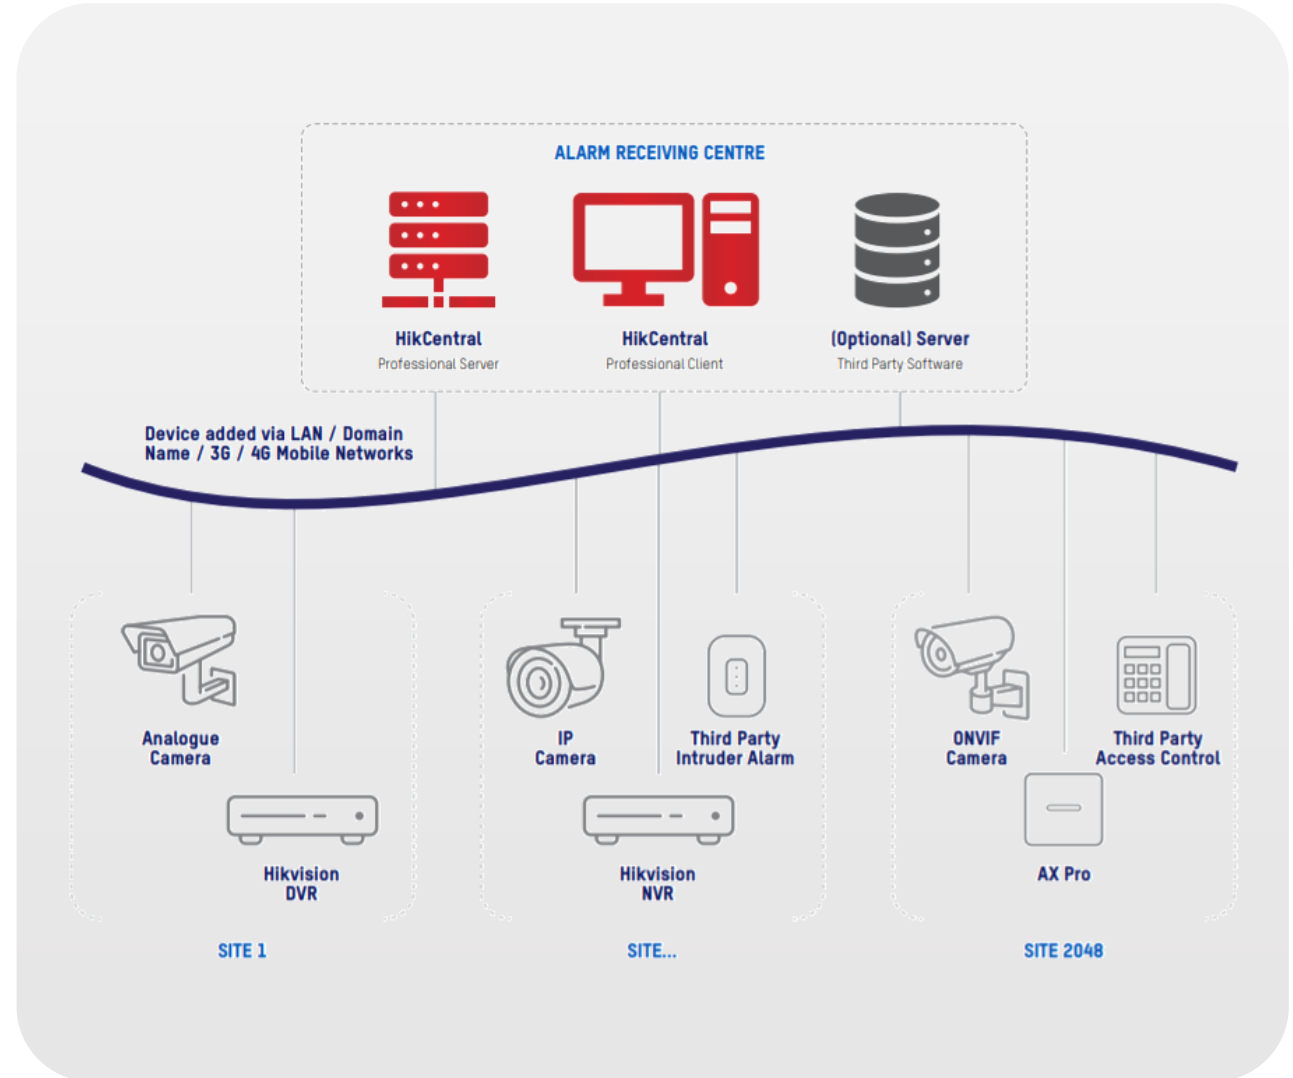 ALARM RECEIVING CENTRE
HikCentral
Professional Server
HikCentral
Professional Client
(Optional) Server
Third Party Software
Device added via LAN / Domain
Name / 3G / 4G Mobile Networks
Analogue
Camera
Hikvision
DVR
SITE 1
IP
Camera
Third Party
Intruder Alarm
Hikvision
NVR
SITE...
ONVIF
Camera
Third Party
Access Control
AX Pro
SITE 2048